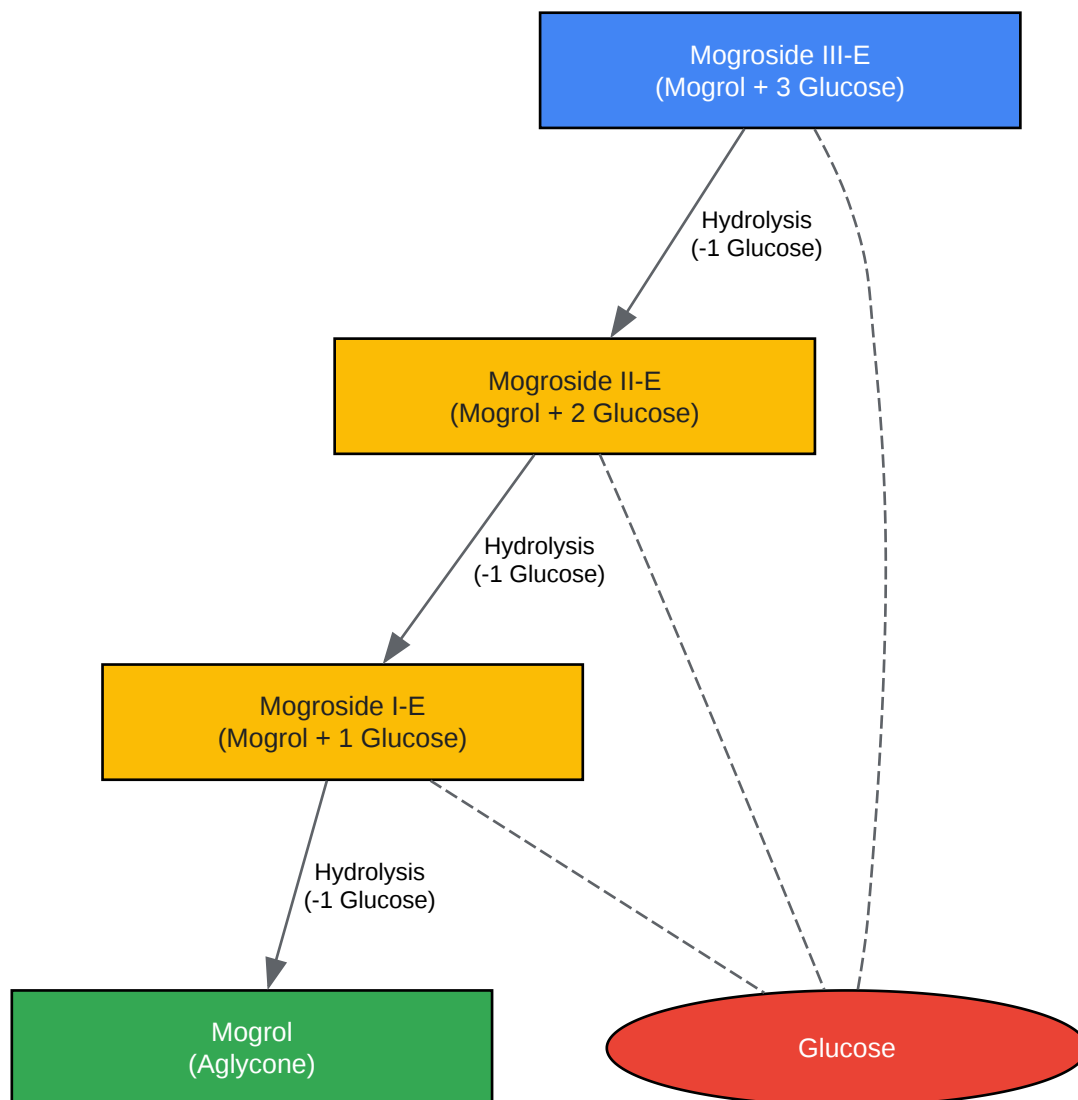 Mogroside III-E
(Mogrol + 3 Glucose)
Hydrolysis
(-1 Glucose)
Mogroside II-E
(Mogrol + 2 Glucose)
Hydrolysis
(-1 Glucose)
Mogroside I-E
(Mogrol + 1 Glucose)
Hydrolysis
(-1 Glucose)
Mogrol
(Aglycone)
Glucose